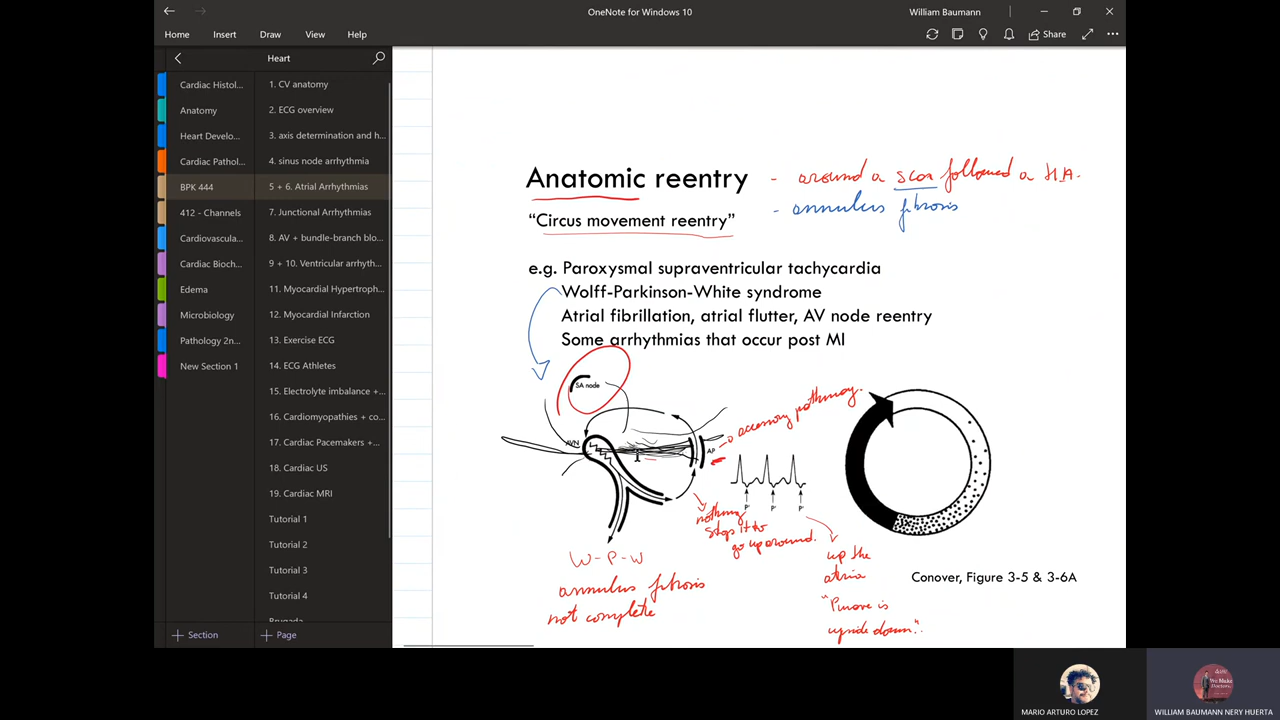 OneNote for Windows 10
William Baumann
Home Insert Draw View Help
Share
Heart
Cardiac Histol...
Anatomy
Heart Develo...
Cardiac Pathol...
BPK 444
412 - Channels
Cardiovascula...
Cardiac Bioch...
Edema
Microbiology
Pathology 2n...
New Section 1
Section
1. CV anatomy
2. ECG overview
3. axis determination and h...
4. sinus node arrhythmia
5 + 6. Atrial Arrhythmias
7. Junctional Arrhythmias
8. AV + bundle-branch blo...
9 + 10. Ventricular arrhyth...
11. Myocardial Hypertroph...
12. Myocardial Infarction
13. Exercise ECG
14. ECG Athletes
15. Electrolyte imbalance +...
16. Cardiomyopathies + co...
17. Cardiac Pacemakers +...
18. Cardiac US
19. Cardiac MRI
Tutorial 1
Tutorial 2
Tutorial 3
Tutorial 4
Brugada
Page
Anatomic reentry
- around a scar followed a H.A.
- annulus fibrosis
“Circus movement reentry”
e.g. Paroxysmal supraventricular tachycardia
Wolff-Parkinson-White syndrome
Atrial fibrillation, atrial flutter, AV node reentry
Some arrhythmias that occur post MI
SA node
AVN
AP
accessory pathway.
P' P' P'
nothing
stops it to
go up around.
up the
atria
"P wave is
upside down".
W-P-W
annulus fibrosis
not complete
Conover, Figure 3-5 & 3-6A
MARIO ARTURO LOPEZ
WILLIAM BAUMANN NERY HUERTA